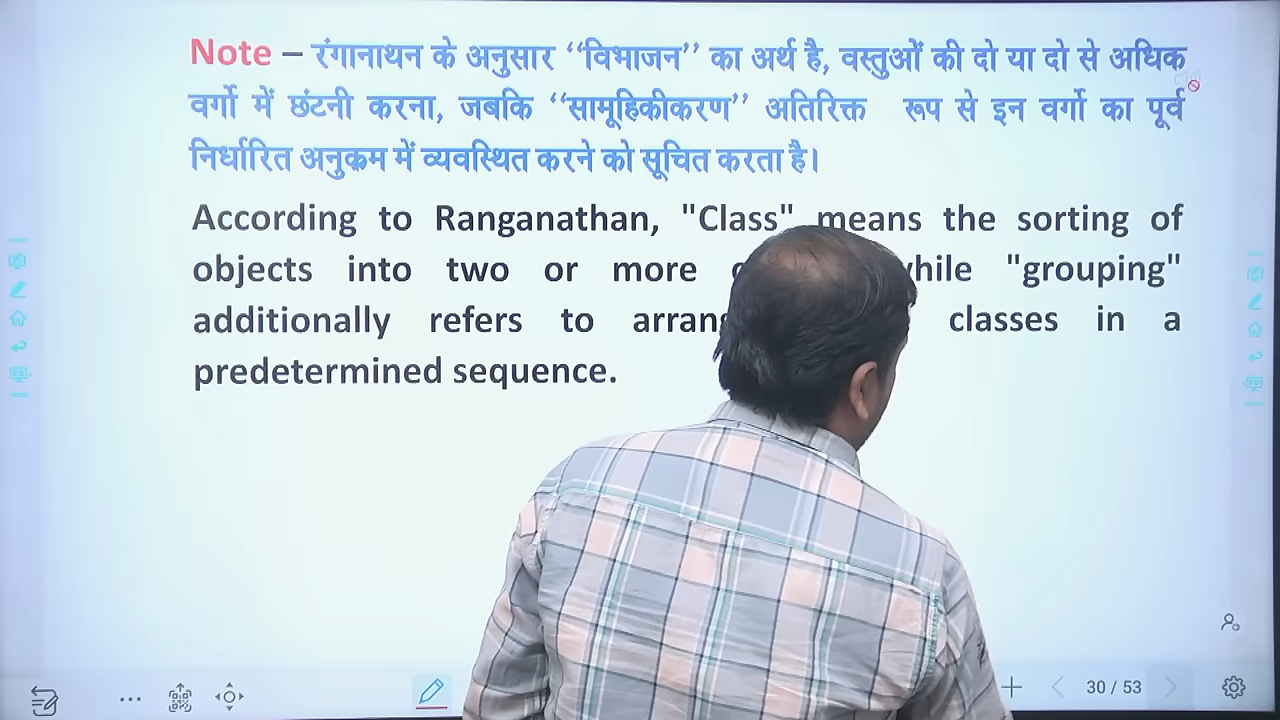 Note – रंगानाथन के अनुसार ‘‘विभाजन’’ का अर्थ है, वस्तुओं की दो या दो से अधिक
वर्गो में छंटनी करना, जबकि ‘‘सामूहिकीकरण’’ अतिरिक्त रूप से इन वर्गो का पूर्व
निर्धारित अनुक्रम में व्यवस्थित करने को सूचित करता है।
According to Ranganathan, "Class" means the sorting of
objects into two or more while "grouping"
additionally refers to classes in a
predetermined sequence.
30 / 53